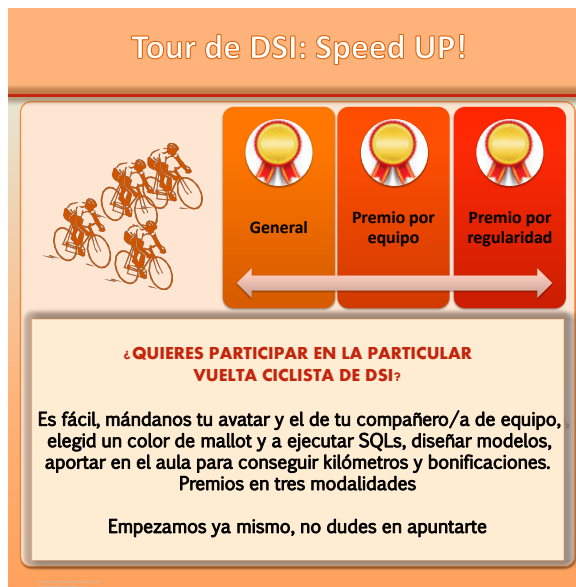 Tour de DSI: Speed UP!
General
Premio por
equipo
Premio por
regularidad
¿QUIERES PARTICIPAR EN LA PARTICULAR
VUELTA CICLISTA DE DSI?
Es fácil, mándanos tu avatar y el de tu compañero/a de equipo,
elegid un color de mallot y a ejecutar SQLs, diseñar modelos,
aportar en el aula para conseguir kilómetros y bonificaciones.
Premios en tres modalidades
Empezamos ya mismo, no dudes en apuntarte